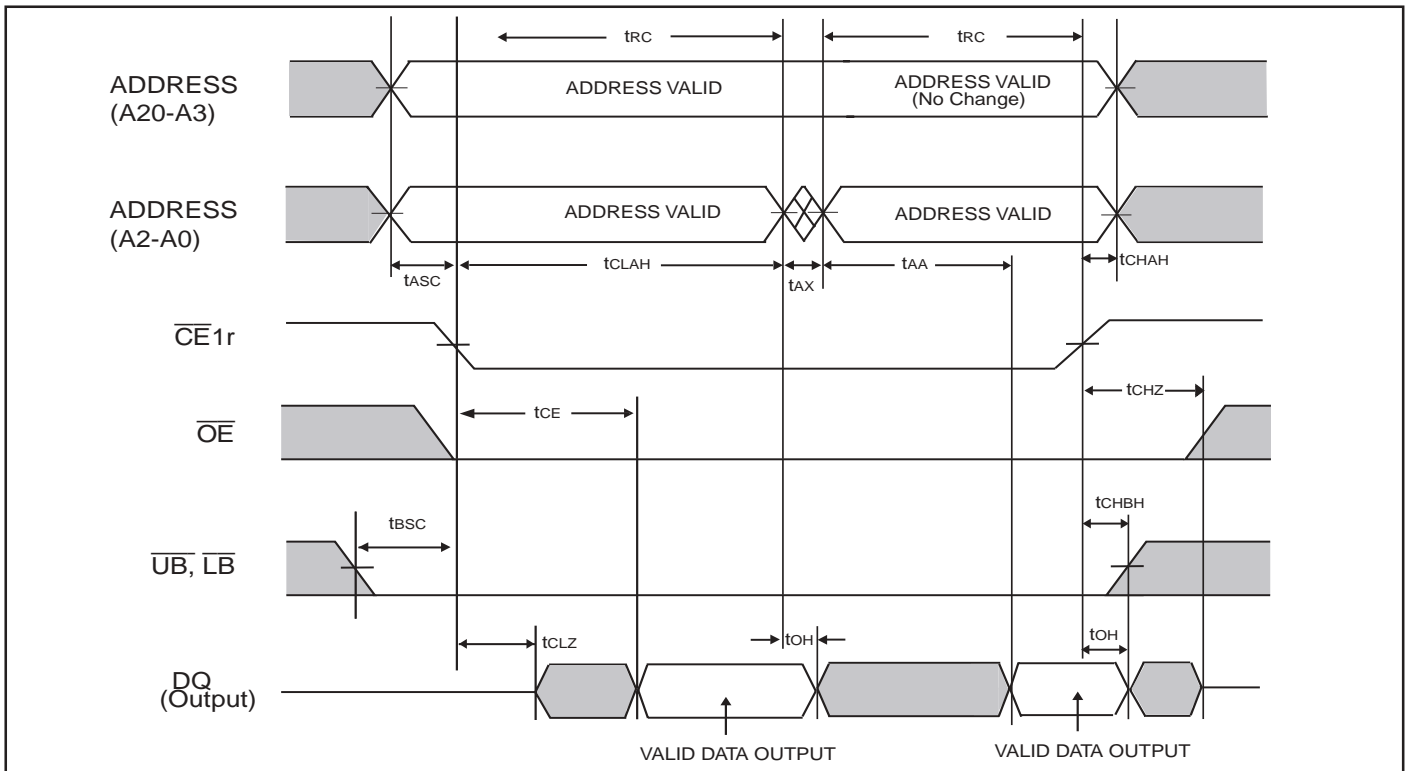 tRC
tRC
ADDRESS
(A20-A3)
ADDRESS VALID
ADDRESS VALID
(No Change)
ADDRESS
(A2-A0)
ADDRESS VALID
ADDRESS VALID
tASC
tCLAH
tAX
tAA
tCHAH
CE1r
tCHZ
tCE
OE
tCHBH
tBSC
UB, LB
tCLZ
tOH
tOH
DQ
(Output)
VALID DATA OUTPUT
VALID DATA OUTPUT